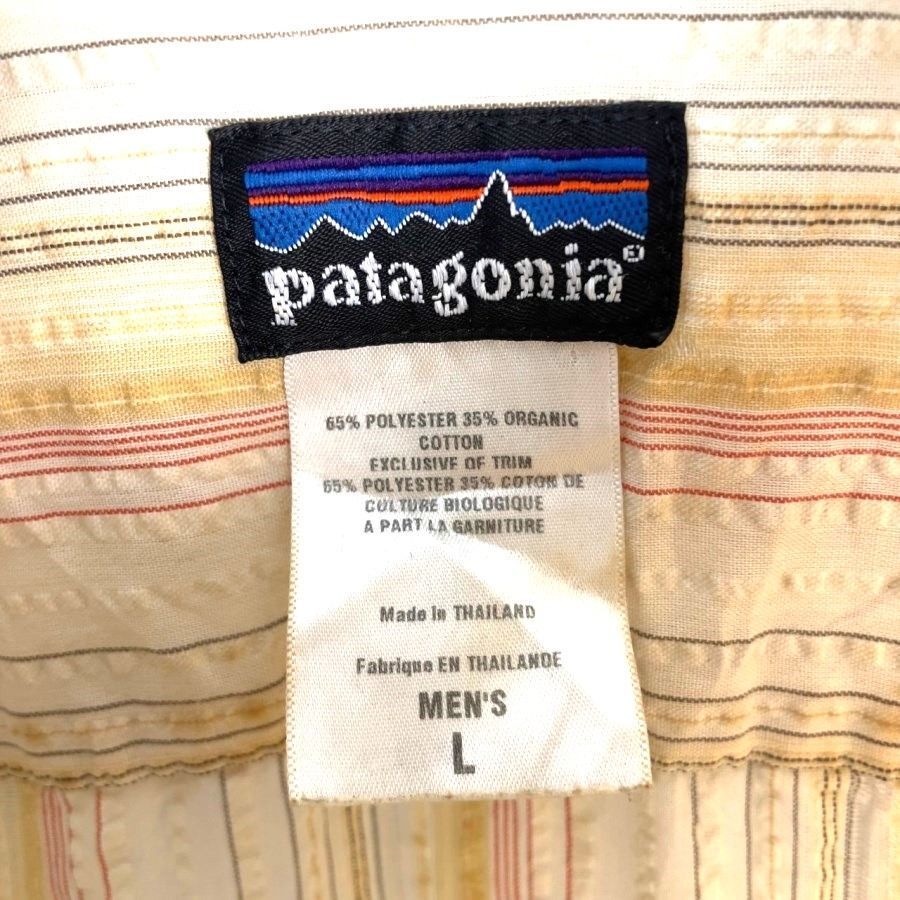 patagonia®
65% POLYESTER 35% ORGANIC
COTTON
EXCLUSIVE OF TRIM
65% POLYESTER 35% COTON DE
CULTURE BIOLOGIQUE
A PART LA GARNITURE
Made in THAILAND
Fabrique EN THAILANDE
MEN'S
L